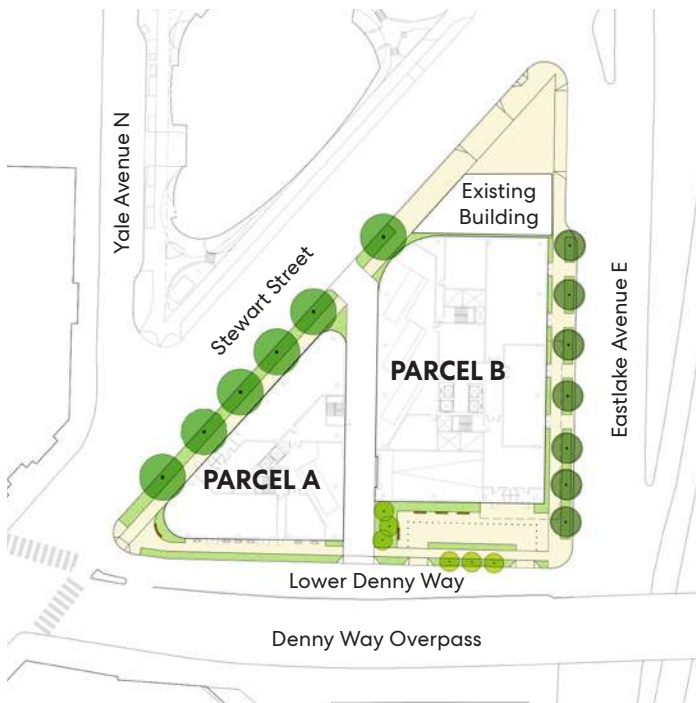 Yale Avenue N
Existing
Building
Stewart Street
PARCEL B
Eastlake Avenue E
PARCEL A
Lower Denny Way
Denny Way Overpass